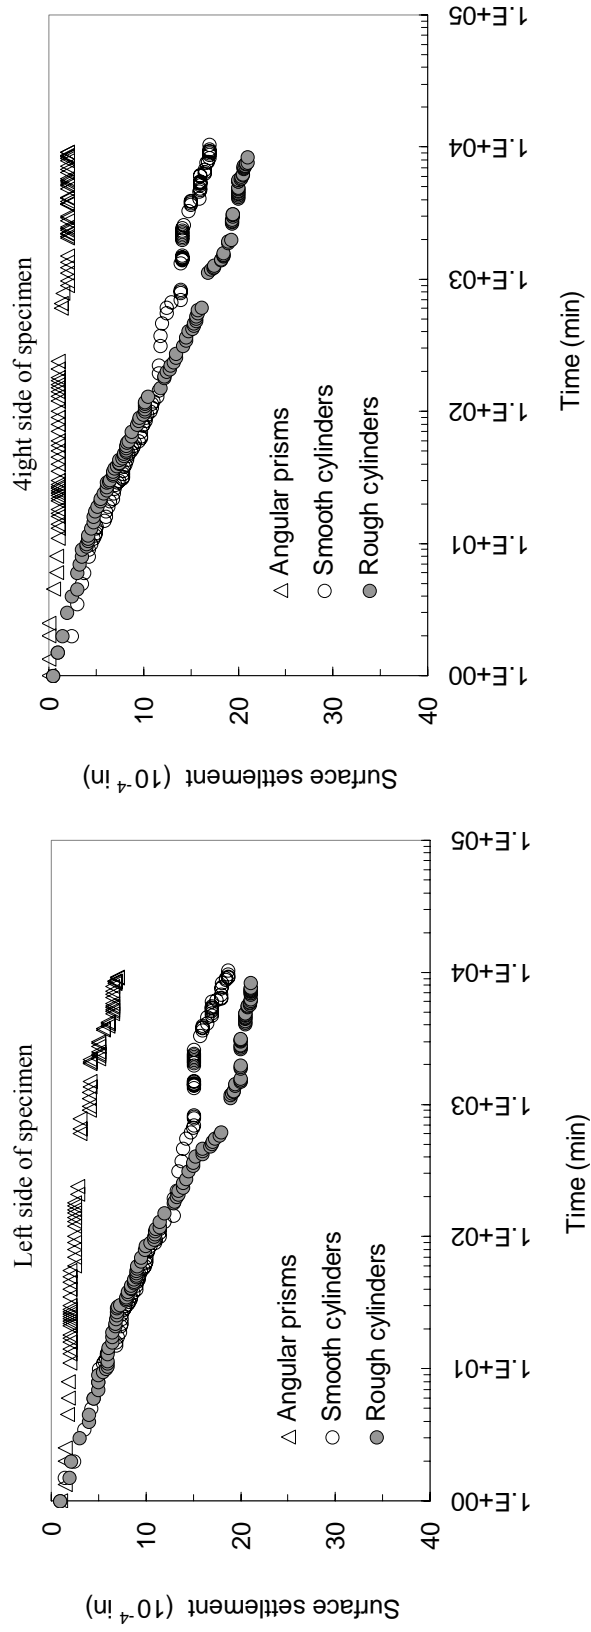 Left side of specimen
0
10
20
30
40
Surface settlement (10-4 in)
1.E+00
1.E+01
1.E+02
1.E+03
1.E+04
1.E+05
Time (min)
Angular prisms
Smooth cylinders
Rough cylinders
4ight side of specimen
0
10
20
30
40
Surface settlement (10-4 in)
1.E+00
1.E+01
1.E+02
1.E+03
1.E+04
1.E+05
Time (min)
Angular prisms
Smooth cylinders
Rough cylinders